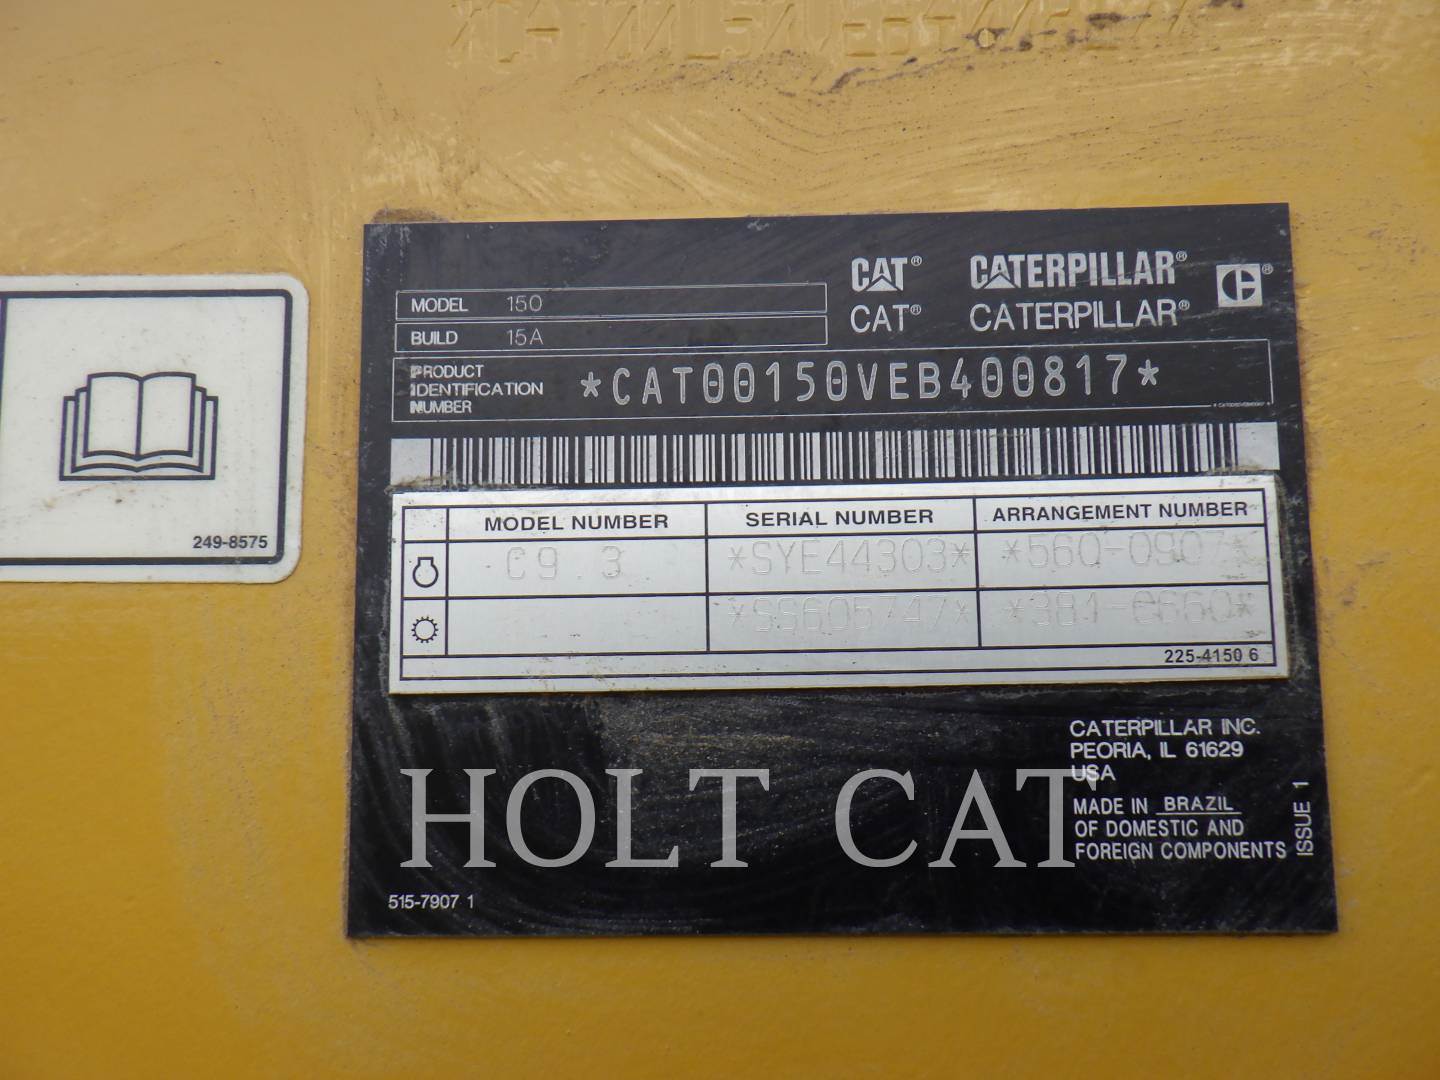 CAT® CATERPILLAR®
CAT® CATERPILLAR®
MODEL 150
BUILD 15A
PRODUCT
IDENTIFICATION
NUMBER
*CAT00150VEB400817*
MODEL NUMBER SERIAL NUMBER ARRANGEMENT NUMBER
C9.3 *SYE44303* *560-0907*
*SS605747* *381-0660*
225-4150 6
249-8575
CATERPILLAR INC.
PEORIA, IL 61629
USA
MADE IN BRAZIL
OF DOMESTIC AND
FOREIGN COMPONENTS
ISSUE 1
HOLT CAT
515-7907 1